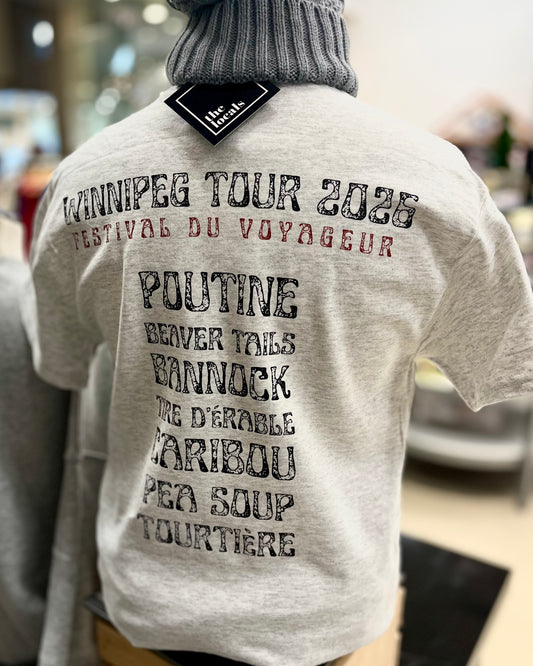 the
locals
WINNIPEG TOUR 2026
FESTIVAL DU VOYAGEUR
POUTINE
BEAVER TAILS
BANNOCK
TIRE D'ÉRABLE
CARIBOU
PEA SOUP
TOURTIÈRE